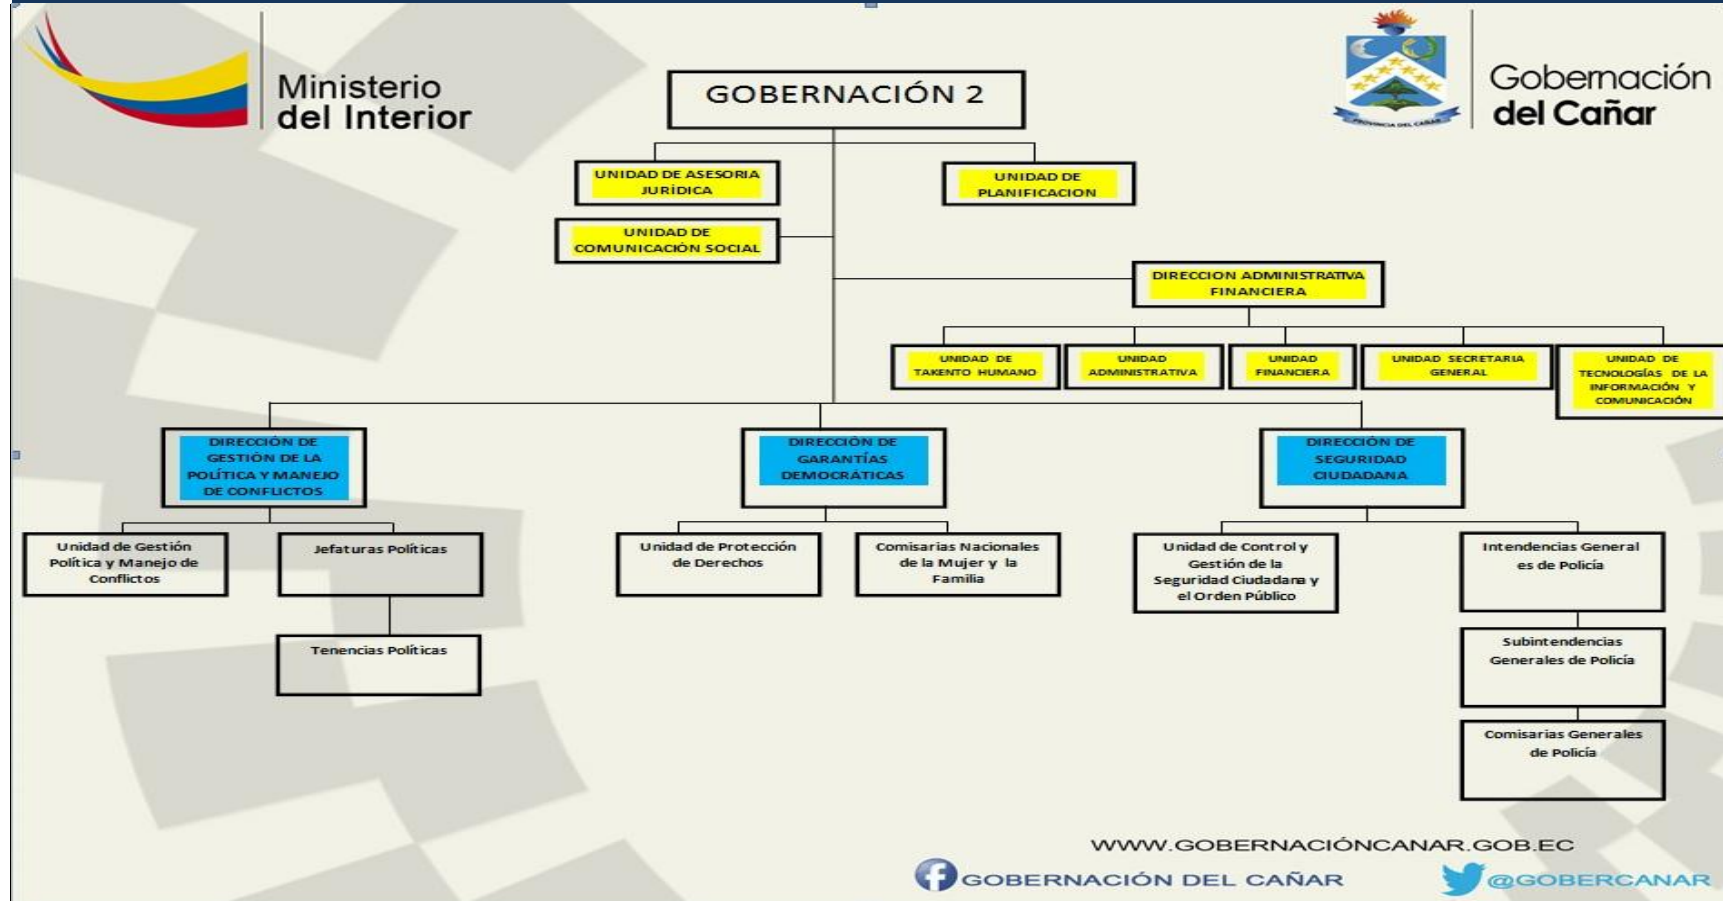 Ministerio
del Interior
GOBERNACIÓN 2
PROVINCIA DEL CAÑAR
Gobernación
del Cañar
UNIDAD DE ASESORIA
JURÍDICA
UNIDAD DE
PLANIFICACION
UNIDAD DE
COMUNICACIÓN SOCIAL
DIRECCION ADMINISTRATIVA
FINANCIERA
UNIDAD DE
TAKENTO HUMANO
UNIDAD
ADMINISTRATIVA
UNIDAD
FINANCIERA
UNIDAD SECRETARIA
GENERAL
UNIDAD DE
TECNOLOGÍAS DE LA
INFORMACIÓN Y
COMUNICACIÓN
DIRECCIÓN DE
GESTIÓN DE LA
POLÍTICA Y MANEJO
DE CONFLICTOS
DIRECCIÓN DE
GARANTÍAS
DEMOCRÁTICAS
DIRECCIÓN DE
SEGURIDAD
CIUDADANA
Unidad de Gestión
Política y Manejo de
Conflictos
Jefaturas Políticas
Unidad de Protección
de Derechos
Comisarias Nacionales
de la Mujer y la
Familia
Unidad de Control y
Gestión de la
Seguridad Ciudadana y
el Orden Público
Intendencias General
es de Policía
Tenencias Políticas
Subintendencias
Generales de Policía
Comisarias Generales
de Policía
WWW.GOBERNACIÓNCANAR.GOB.EC
GOBERNACIÓN DEL CAÑAR
@GOBERCANAR